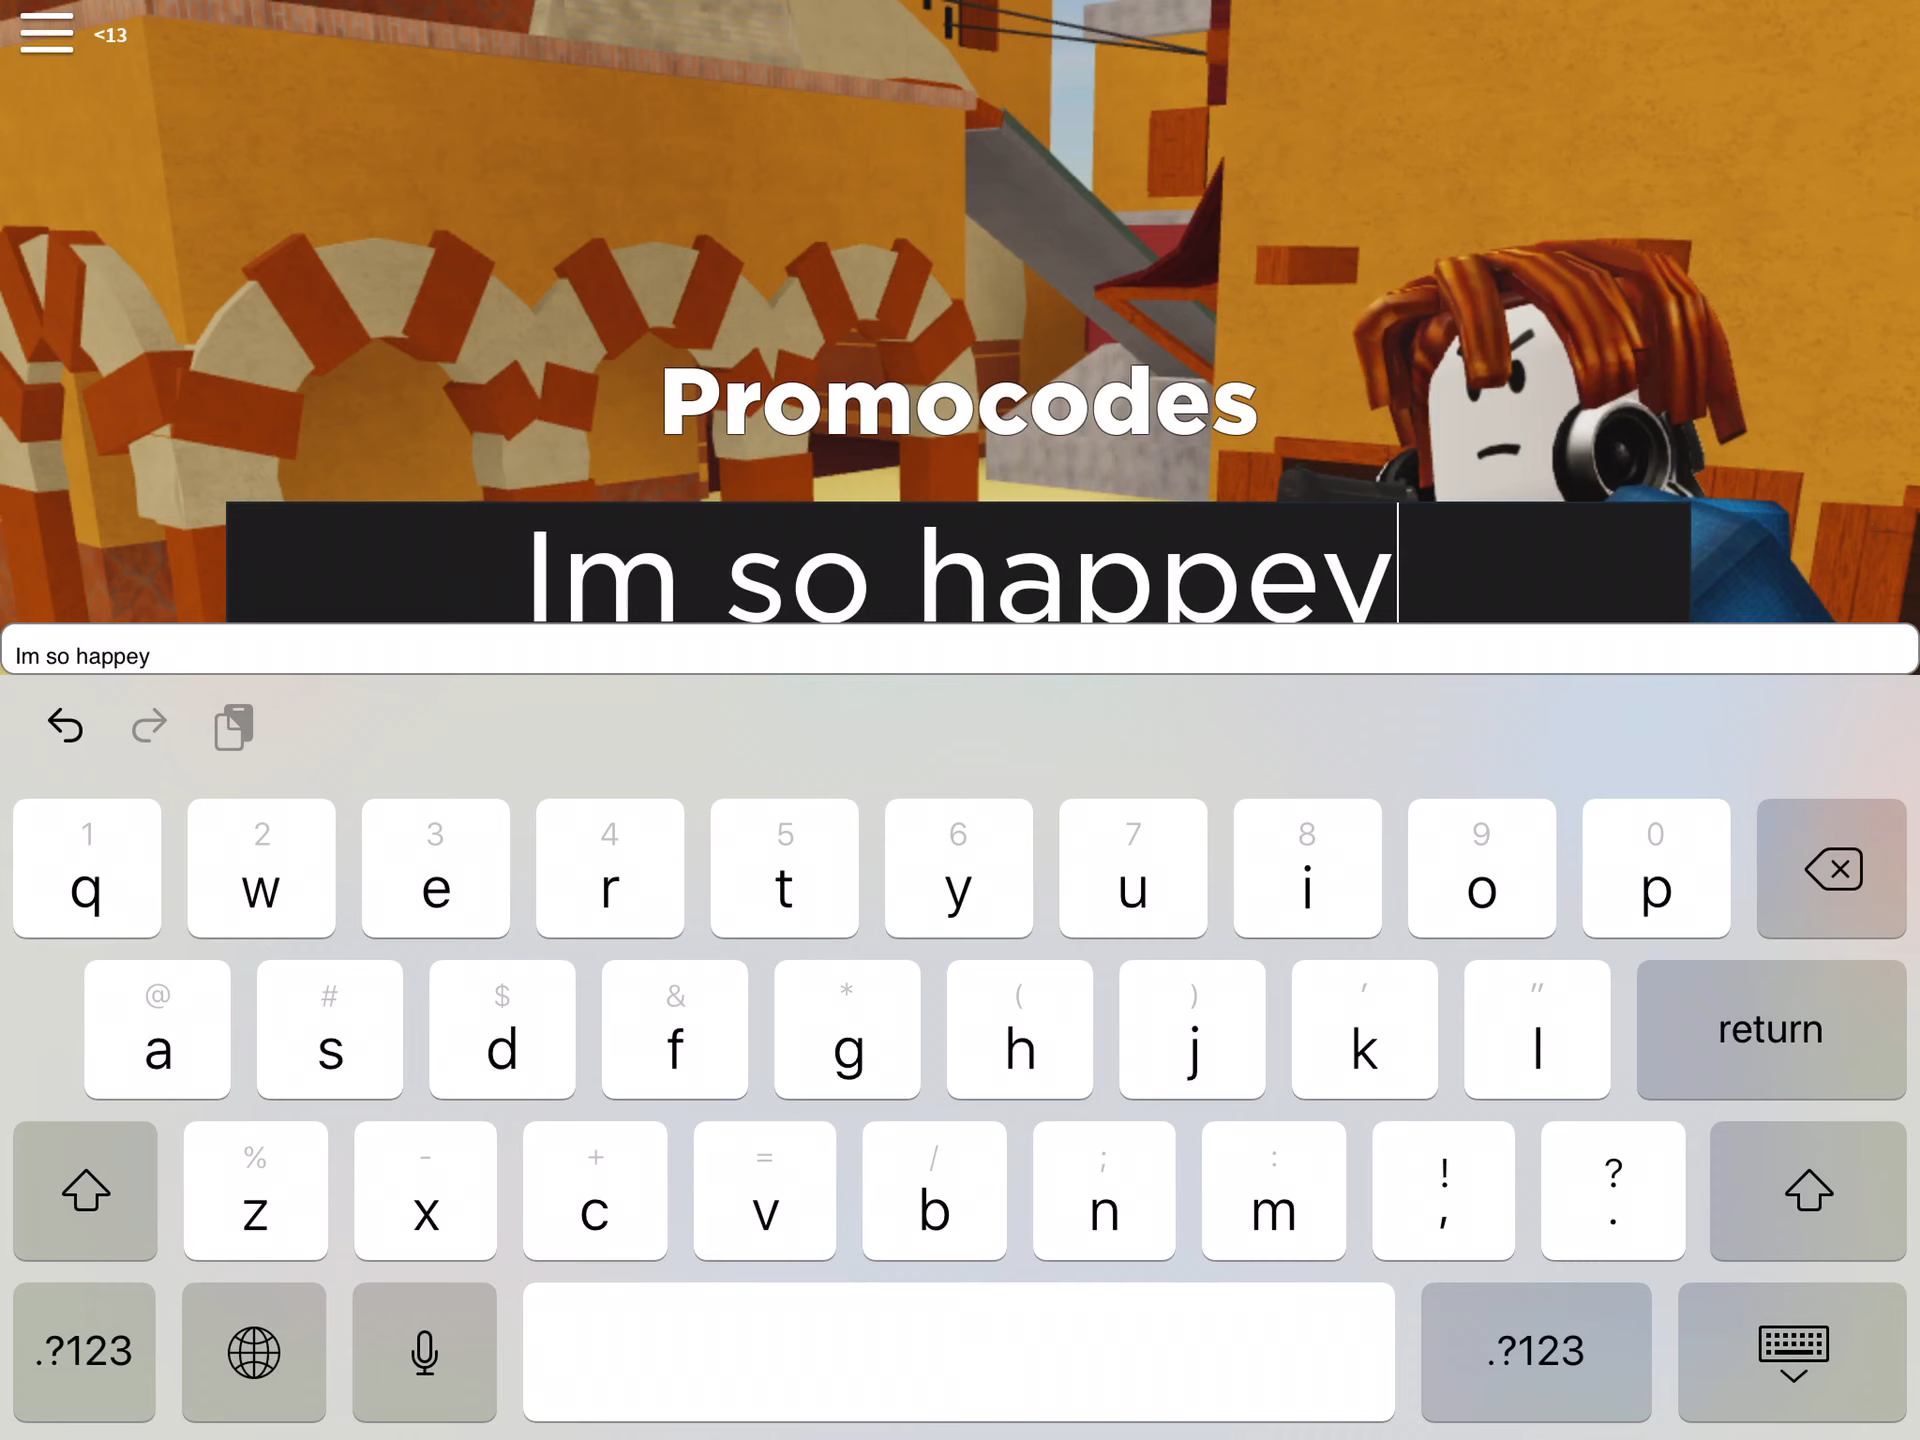 <13
Promocodes
Im so happey
Im so happey
1 2 3 4 5 6 7 8 9 0
q w e r t y u i o p
@ # $ & * ( ) ' "
a s d f g h j k l return
% - + = / ; : ! ?
z x c v b n m , .
.?123 .?123